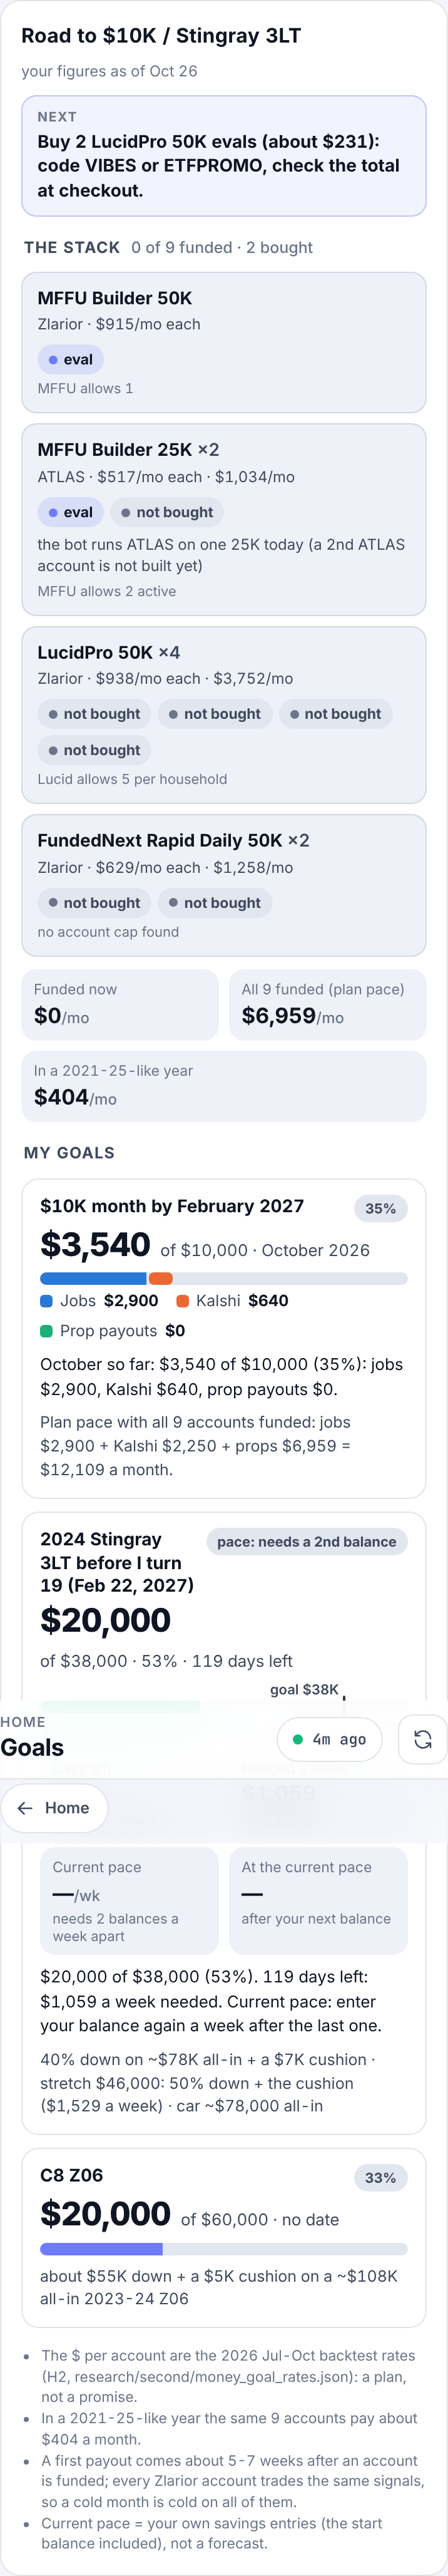 Road to $10K / Stingray 3LT
your figures as of Oct 26
NEXT
Buy 2 LucidPro 50K evals (about $231):
code VIBES or ETFPROMO, check the total
at checkout.
THE STACK 0 of 9 funded · 2 bought
MFFU Builder 50K
Zlarior · $915/mo each
eval
MFFU allows 1
MFFU Builder 25K ×2
ATLAS · $517/mo each · $1,034/mo
eval not bought
the bot runs ATLAS on one 25K today (a 2nd ATLAS
account is not built yet)
MFFU allows 2 active
LucidPro 50K ×4
Zlarior · $938/mo each · $3,752/mo
not bought not bought not bought
not bought
Lucid allows 5 per household
FundedNext Rapid Daily 50K ×2
Zlarior · $629/mo each · $1,258/mo
not bought not bought
no account cap found
Funded now
$0/mo
All 9 funded (plan pace)
$6,959/mo
In a 2021-25-like year
$404/mo
MY GOALS
$10K month by February 2027 35%
$3,540 of $10,000 · October 2026
Jobs $2,900 Kalshi $640
Prop payouts $0
October so far: $3,540 of $10,000 (35%): jobs
$2,900, Kalshi $640, prop payouts $0.
Plan pace with all 9 accounts funded: jobs
$2,900 + Kalshi $2,250 + props $6,959 =
$12,109 a month.
2024 Stingray
3LT before I turn
19 (Feb 22, 2027)
pace: needs a 2nd balance
$20,000
of $38,000 · 53% · 119 days left
goal $38K
HOME
Goals
4m ago
Days left
Needed a week
$1,059
← Home
Current pace
—/wk
needs 2 balances a
week apart
At the current pace
—
after your next balance
$20,000 of $38,000 (53%). 119 days left:
$1,059 a week needed. Current pace: enter
your balance again a week after the last one.
40% down on ~$78K all-in + a $7K cushion ·
stretch $46,000: 50% down + the cushion
($1,529 a week) · car ~$78,000 all-in
C8 Z06 33%
$20,000 of $60,000 · no date
about $55K down + a $5K cushion on a ~$108K
all-in 2023-24 Z06
• The $ per account are the 2026 Jul-Oct backtest rates
(H2, research/second/money_goal_rates.json): a plan,
not a promise.
• In a 2021-25-like year the same 9 accounts pay about
$404 a month.
• A first payout comes about 5-7 weeks after an account
is funded; every Zlarior account trades the same signals,
so a cold month is cold on all of them.
• Current pace = your own savings entries (the start
balance included), not a forecast.